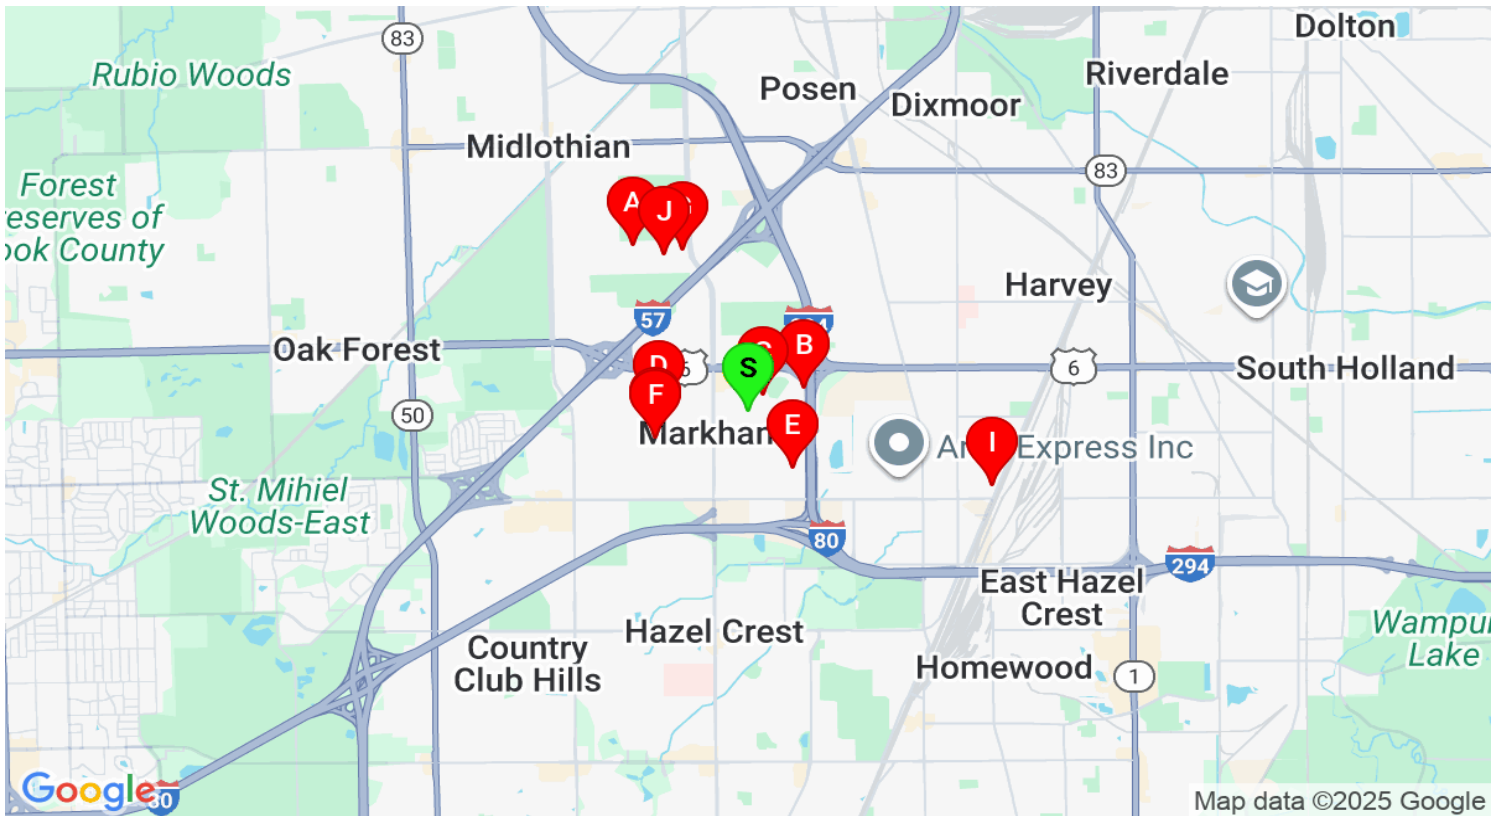 Dolton
83
Rubio Woods
Riverdale
Posen
Dixmoor
Midlothian
83
Forest
eserves of
ook County
A
J
G
Harvey
57
Oak Forest
B
D
S
6
6
South Holland
F
50
Markhan
E
I
Express Inc
St. Mihiel
Woods-East
80
294
East Hazel
Crest
Hazel Crest
Country
Club Hills
Homewood
1
Wampu
Lake
Google
80
Map data ©2025 Google